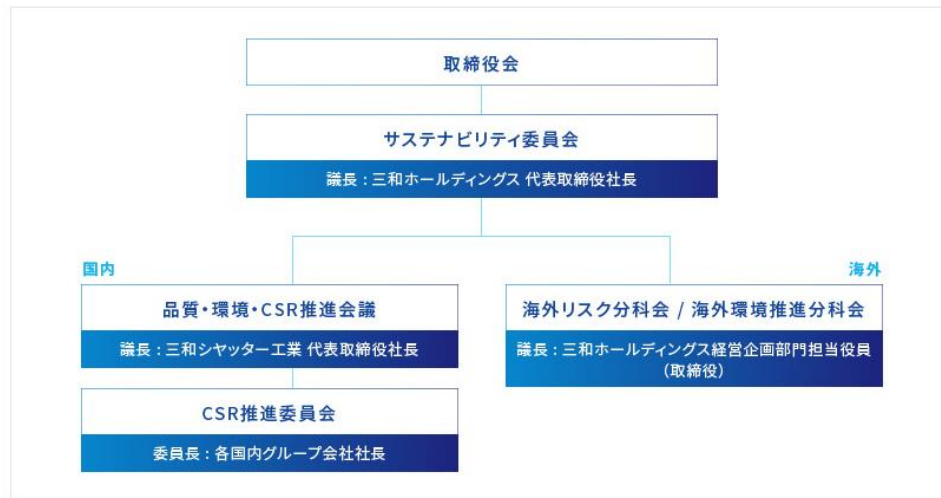 取締役会
サステナビリティ委員会
議長：三和ホールディングス 代表取締役社長
国内
海外
品質・環境・CSR推進会議
議長：三和シヤッター工業 代表取締役社長
海外リスク分科会 / 海外環境推進分科会
議長：三和ホールディングス経営企画部門担当役員
（取締役）
CSR推進委員会
委員長：各国内グループ会社社長